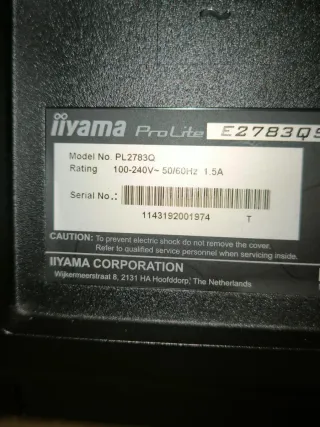 iiyama ProLite E2783QS
Model No. PL2783Q
Rating 100-240V~ 50/60Hz 1.5A
Serial No.:
1143192001974 T
CAUTION: To prevent electric shock do not remove the cover.
Refer to qualified service personnel when servicing inside.
IIYAMA CORPORATION
Wijkermeerstraat 8, 2131 HA Hoofddorp, The Netherlands